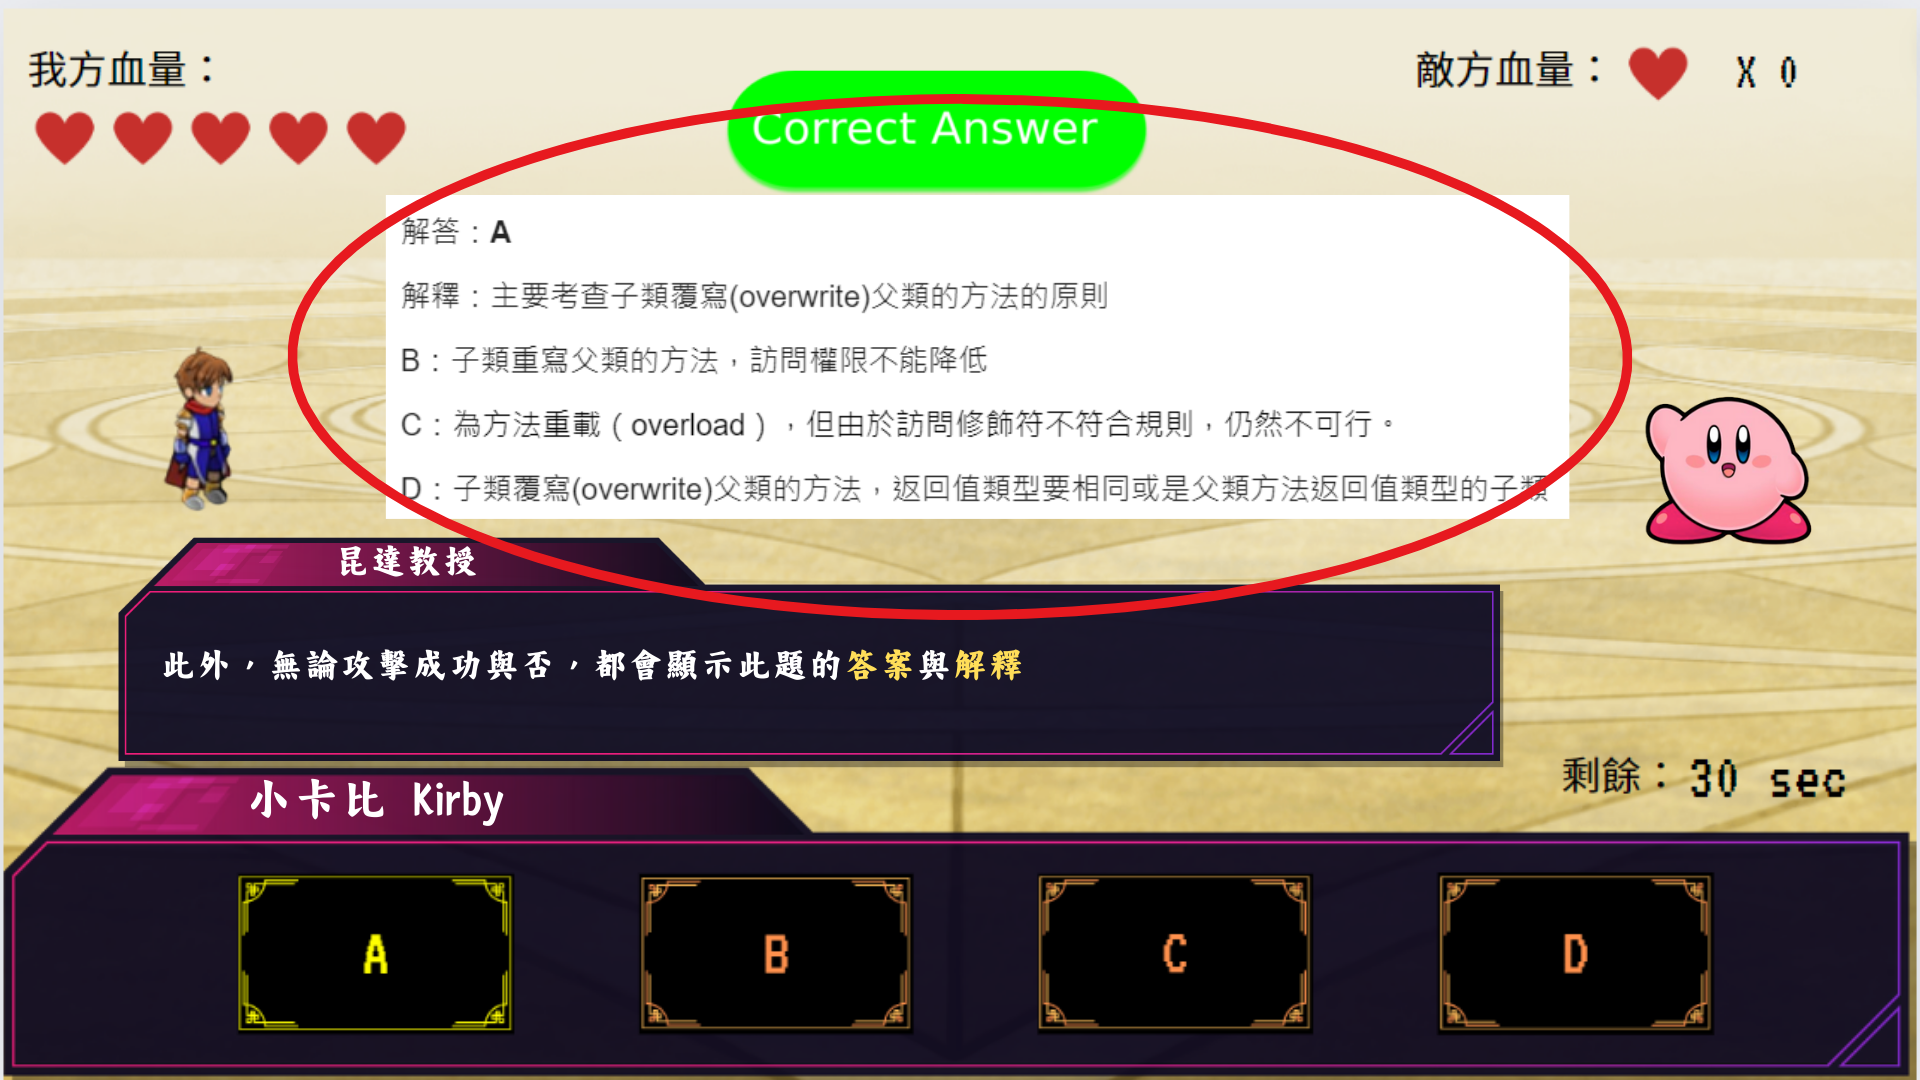 我方血量：
敵方血量： X 0
Correct Answer
解答：A
解釋：主要考查子類覆寫(overwrite)父類的方法的原則
B：子類重寫父類的方法，訪問權限不能降低
C：為方法重載（overload），但由於訪問修飾符不符合規則，仍然不可行。
D：子類覆寫(overwrite)父類的方法，返回值類型要相同或是父類方法返回值類型的子類
昆達教授
此外，無論攻擊成功與否，都會顯示此題的答案與解釋
剩餘：30 sec
小卡比 Kirby
A B C D